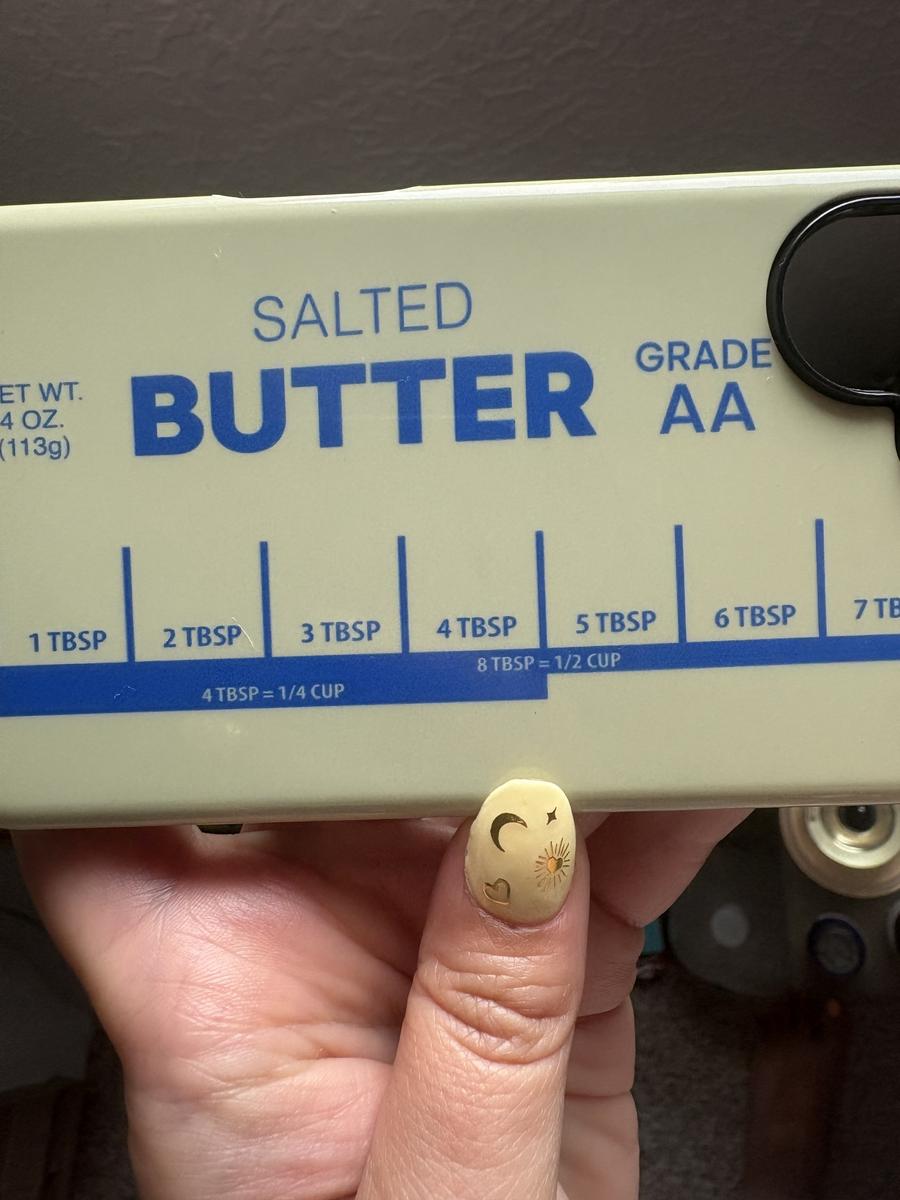 SALTED
BUTTER
GRADE
AA
ET WT.
4 OZ.
(113g)
1 TBSP
2 TBSP
3 TBSP
4 TBSP
5 TBSP
6 TBSP
7 TB
8 TBSP = 1/2 CUP
4 TBSP = 1/4 CUP